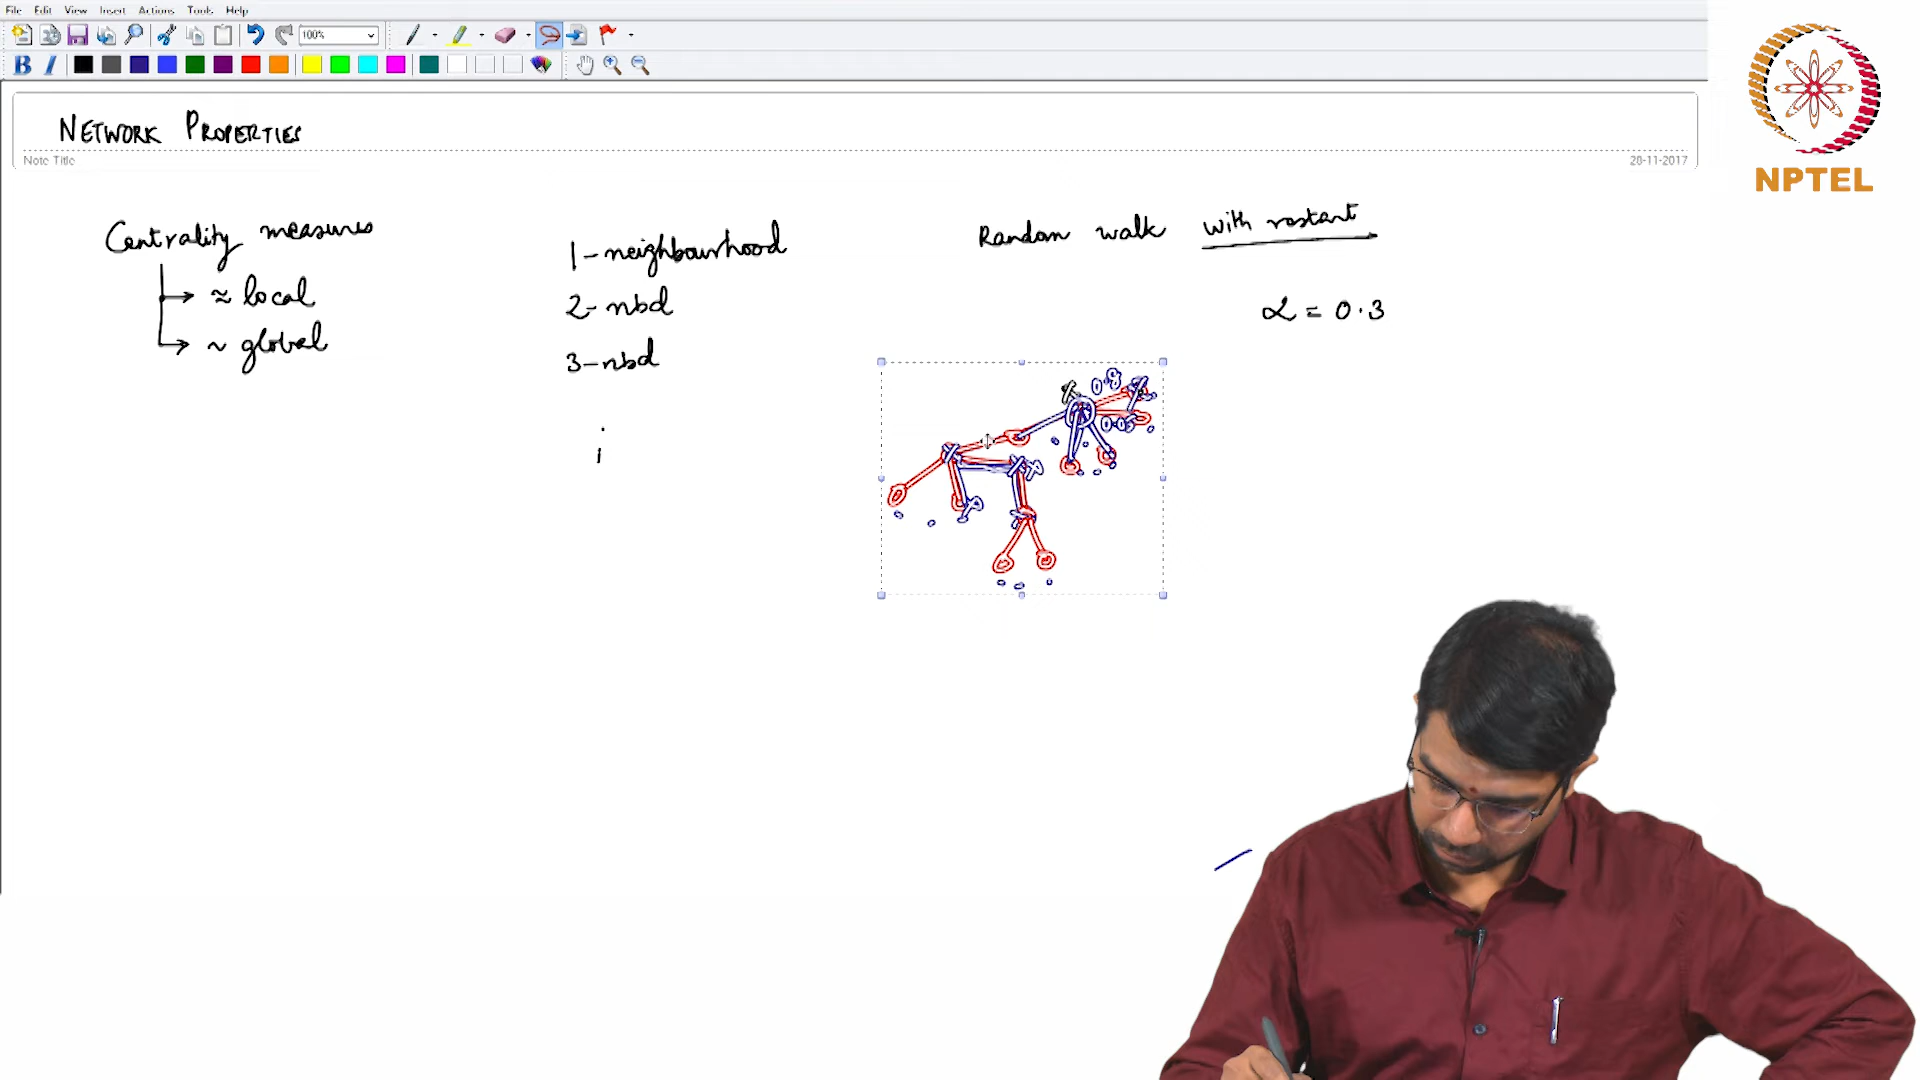 File Edit View Insert Actions Tools Help
100%
B I
NETWORK PROPERTIES
Note Title
28-11-2017
NPTEL
Centrality measures
→ ≈ local
→ ~ global
1-neighbourhood
2-nbd
3-nbd
Random walk with restart
α = 0.3